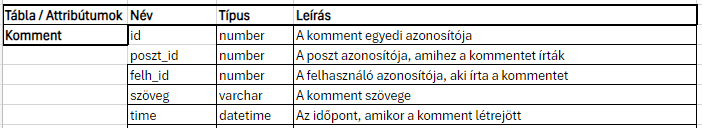 Tábla / Attribútumok Név Típus Leírás
Komment id number A komment egyedi azonosítója
poszt_id number A poszt azonosítója, amihez a kommentet írták
felh_id number A felhasználó azonosítója, aki írta a kommentet
szöveg varchar A komment szövege
time datetime Az időpont, amikor a komment létrejött